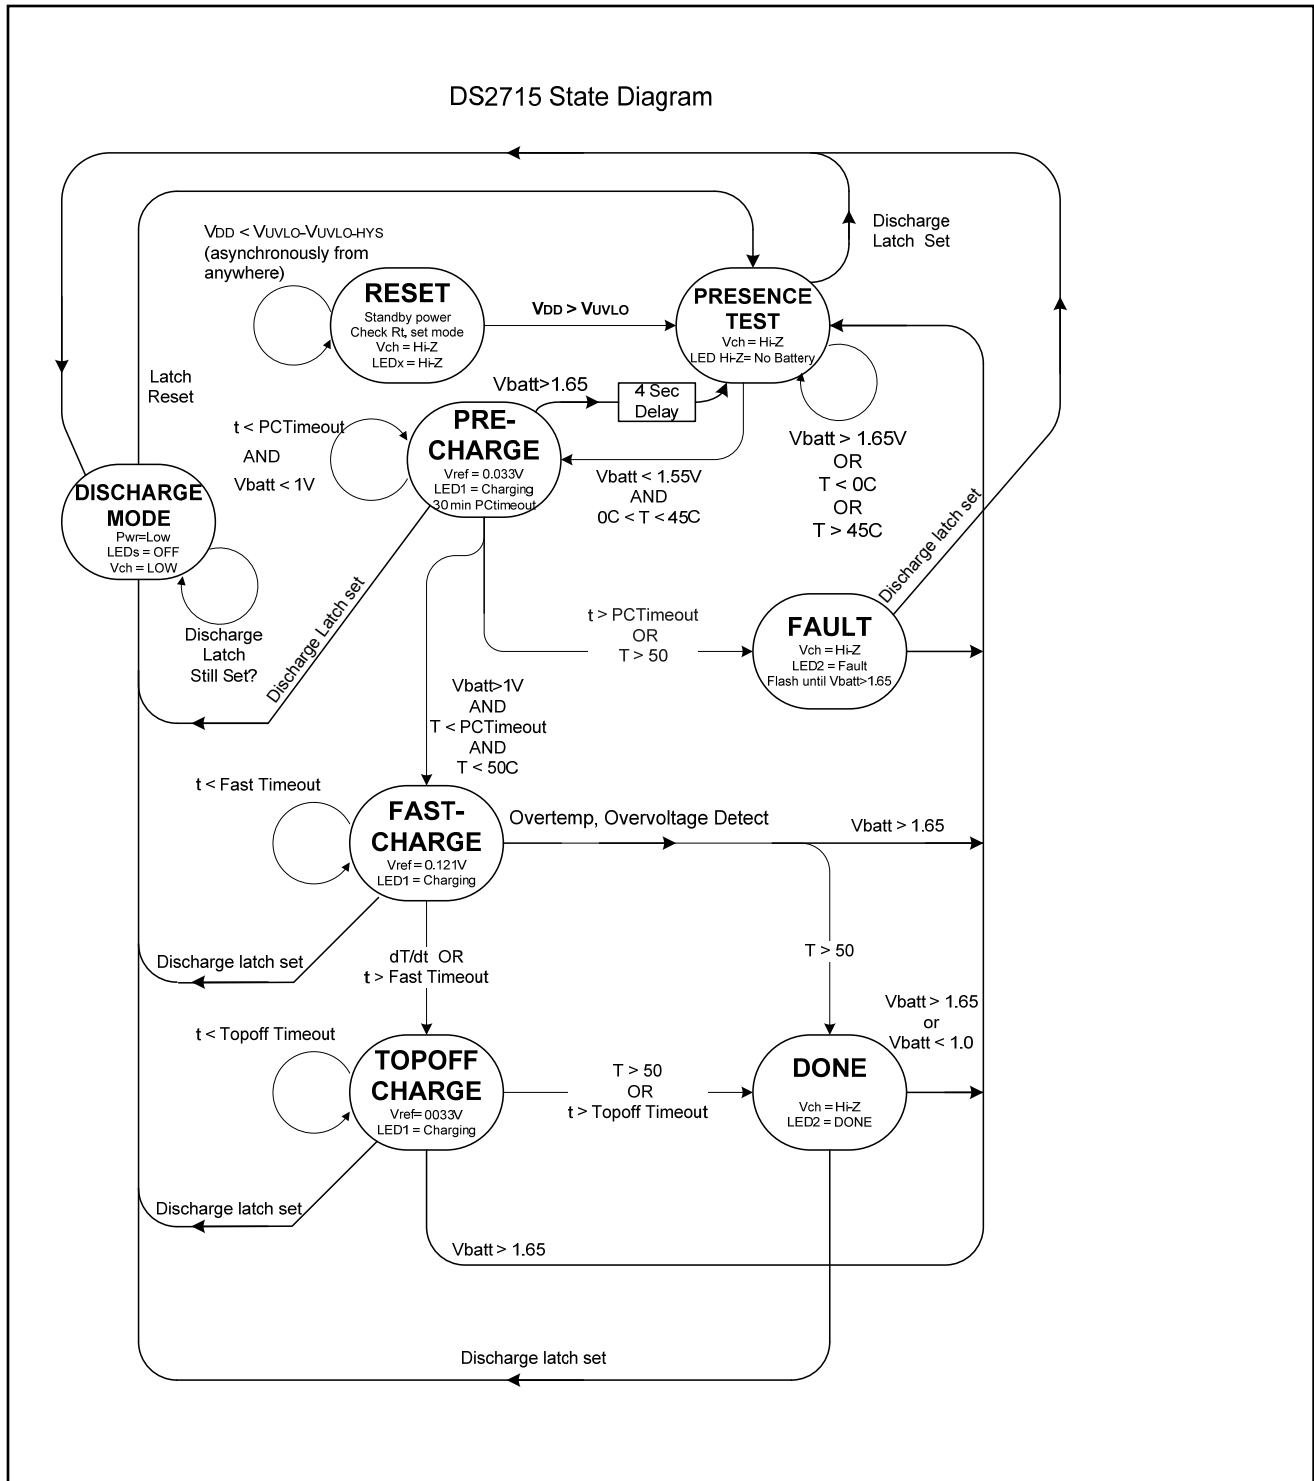 DS2715 State Diagram
Discharge
Latch Set
VDD < VUVLO-VUVLO-HYS
(asynchronously from
anywhere)
RESET
Standby power
Check Rt, set mode
Vch = Hi-Z
LEDx = Hi-Z
VDD > VUVLO
PRESENCE
TEST
Vch = Hi-Z
LED Hi-Z= No Battery
Latch
Reset
Vbatt>1.65
4 Sec
Delay
t < PCTimeout
AND
Vbatt < 1V
PRE-
CHARGE
Vref = 0.033V
LED1 = Charging
30 min PCtimeout
Vbatt < 1.55V
AND
0C < T < 45C
Vbatt > 1.65V
OR
T < 0C
OR
T > 45C
DISCHARGE
MODE
Pwr=Low
LEDs = OFF
Vch = LOW
Discharge
Latch
Still Set?
Discharge Latch set
t > PCTimeout
OR
T > 50
Discharge latch set
FAULT
Vch = Hi-Z
LED2 = Fault
Flash until Vbatt>1.65
Vbatt>1V
AND
T < PCTimeout
AND
T < 50C
t < Fast Timeout
FAST-
CHARGE
Vref = 0.121V
LED1 = Charging
Overtemp, Overvoltage Detect
Vbatt > 1.65
Discharge latch set
dT/dt OR
t > Fast Timeout
T > 50
Vbatt > 1.65
or
Vbatt < 1.0
t < Topoff Timeout
TOPOFF
CHARGE
Vref= 0033V
LED1 = Charging
T > 50
OR
t > Topoff Timeout
DONE
Vch = Hi-Z
LED2 = DONE
Discharge latch set
Vbatt > 1.65
Discharge latch set